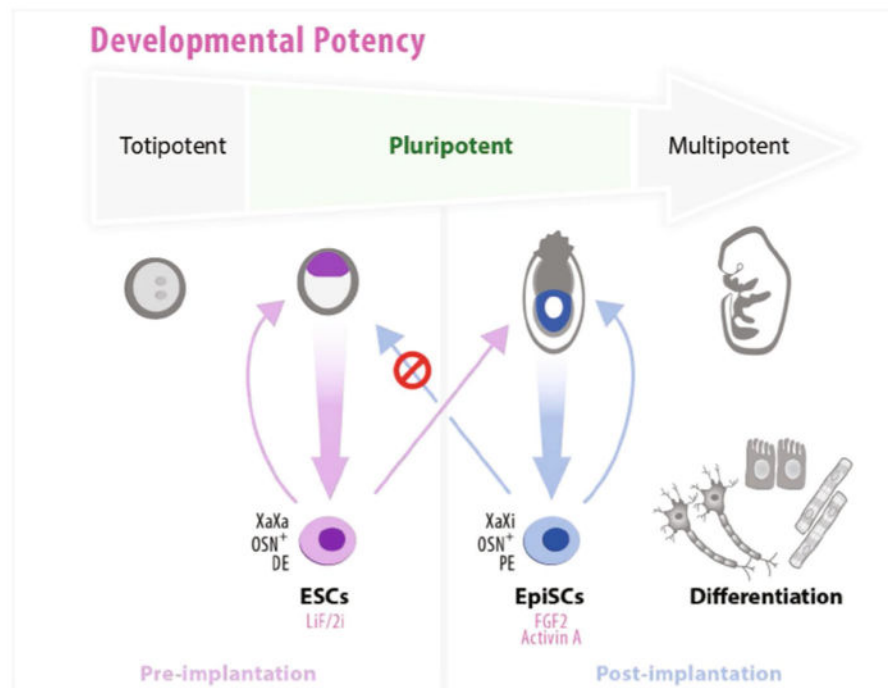 Developmental Potency
Totipotent
Pluripotent
Multipotent
XaXa
OSN+
DE
XaXi
OSN+
PE
ESCs
LiF/2i
EpiSCs
FGF2
Activin A
Differentiation
Pre-implantation
Post-implantation